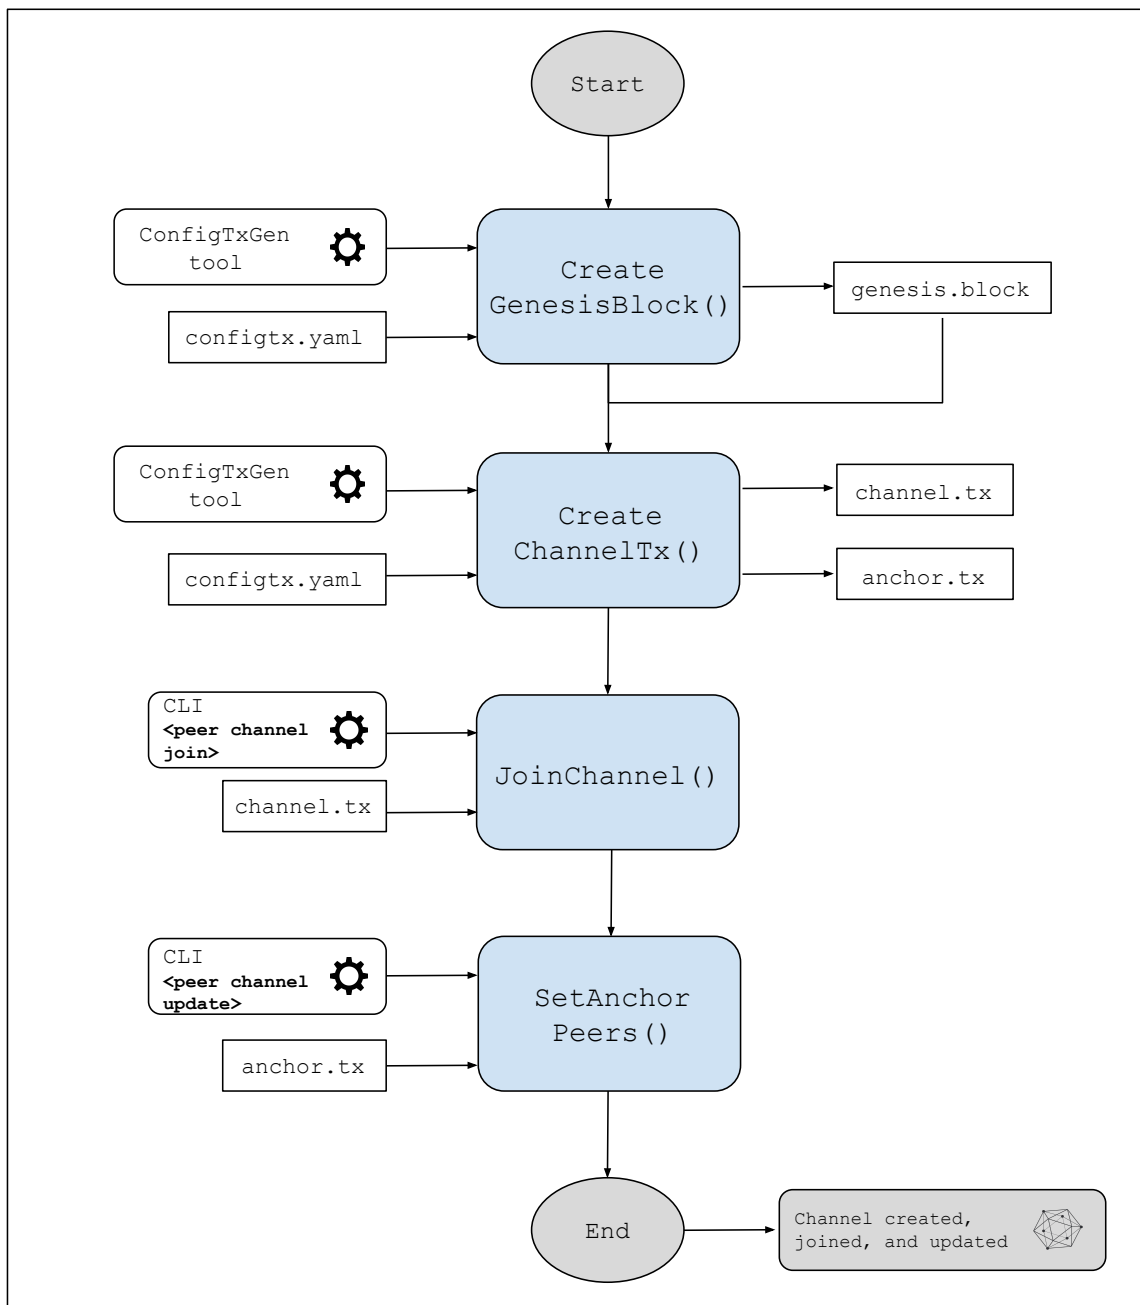 Start
ConfigTxGen
tool
configtx.yaml
Create
GenesisBlock()
genesis.block
ConfigTxGen
tool
configtx.yaml
Create
ChannelTx()
channel.tx
anchor.tx
CLI
<peer channel
join>
channel.tx
JoinChannel()
CLI
<peer channel
update>
anchor.tx
SetAnchor
Peers()
End
Channel created,
joined, and updated